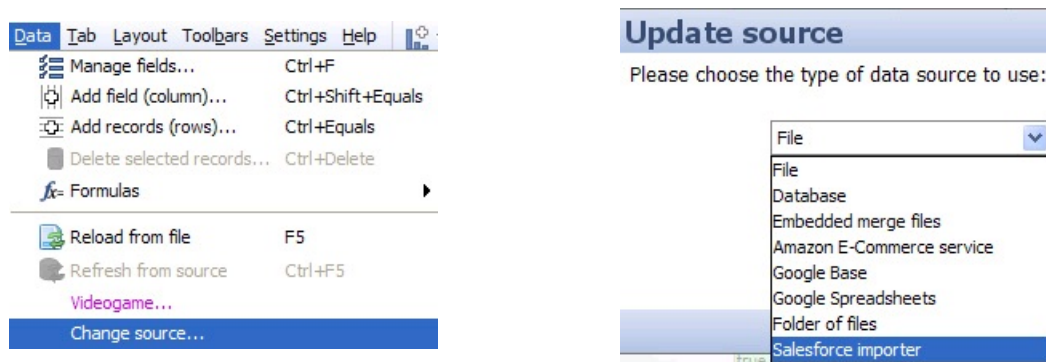 Data Tab Layout Toolbars Settings Help
Manage fields... Ctrl+F
Add field (column)... Ctrl+Shift+Equals
Add records (rows)... Ctrl+Equals
Delete selected records... Ctrl+Delete
fx= Formulas
Reload from file F5
Refresh from source Ctrl+F5
Videogame...
Change source...
Update source
Please choose the type of data source to use:
File
File
Database
Embedded merge files
Amazon E-Commerce service
Google Base
Google Spreadsheets
Folder of files
Salesforce importer
true